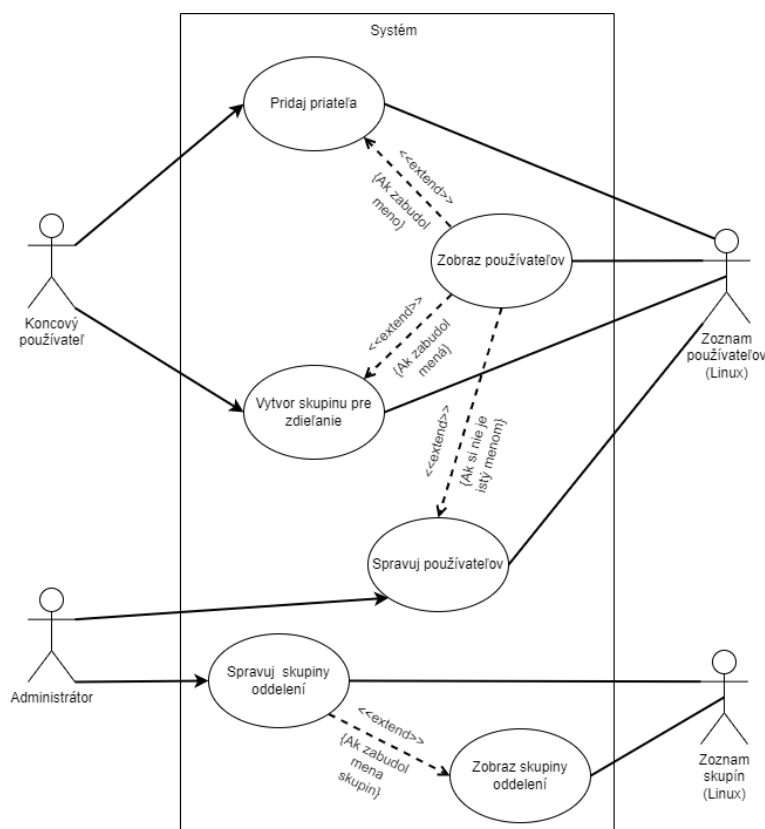 Systém
Pridaj priateľa
<<extend>>
{Ak zabudol
meno}
Zobraz používateľov
Koncový
používateľ
Zoznam
používateľov
(Linux)
<<extend>>
{Ak zabudol
mená}
Vytvor skupinu pre
zdieľanie
<<extend>>
{Ak si nie je
istý menom}
Spravuj používateľov
Administrátor
Spravuj skupiny
oddelení
<<extend>>
{Ak zabudol
mena
skupin}
Zobraz skupiny
oddelení
Zoznam
skupín
(Linux)